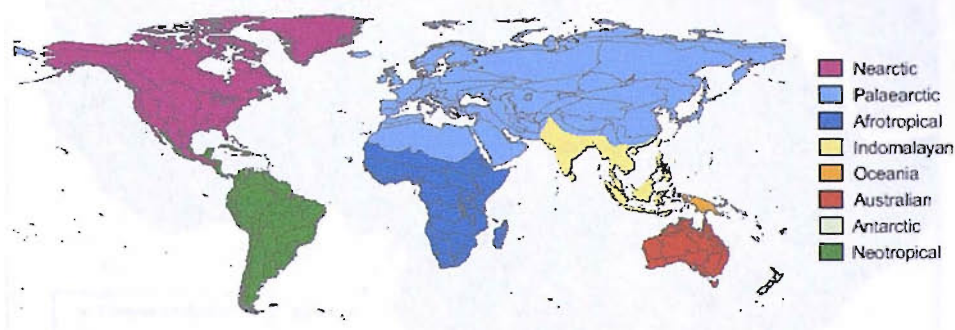 Nearctic
Palaearctic
Afrotropical
Indomalayan
Oceania
Australian
Antarctic
Neotropical